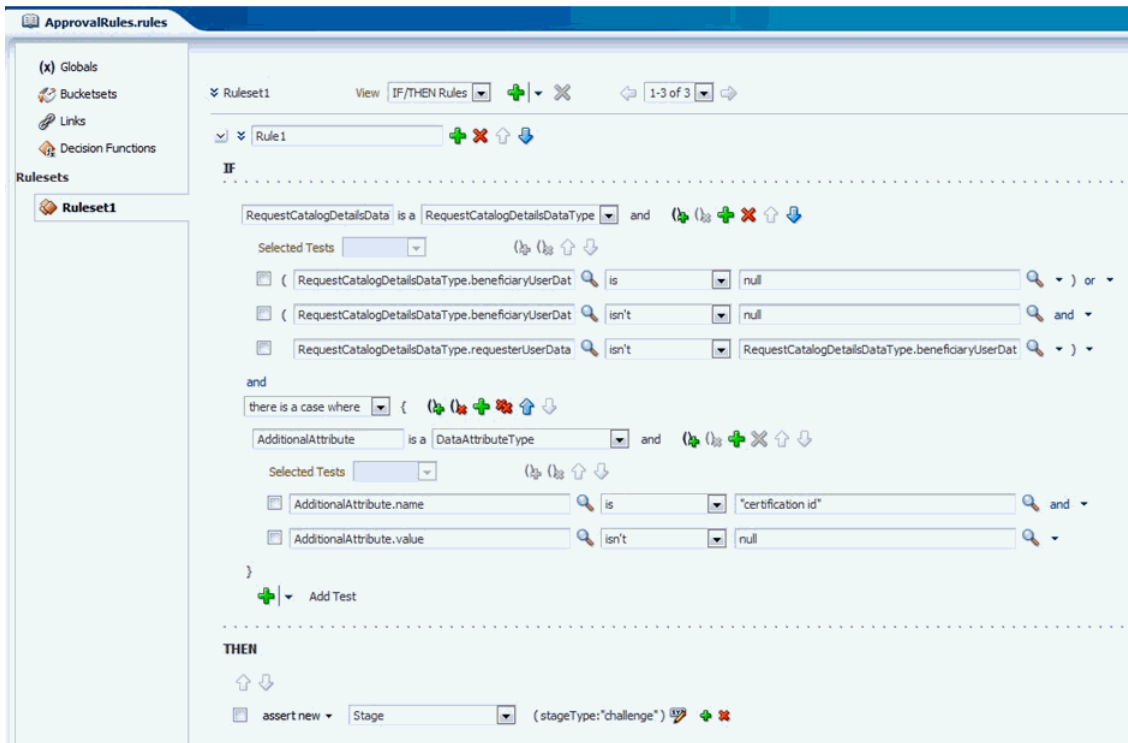 ApprovalRules.rules
(x) Globals
Bucketsets
Links
Decision Functions
Rulesets
Ruleset1
Ruleset1 View IF/THEN Rules 1-3 of 3
Rule1
IF
RequestCatalogDetailsData is a RequestCatalogDetailsDataType and
Selected Tests
( RequestCatalogDetailsDataType.beneficiaryUserDat is null ) or
( RequestCatalogDetailsDataType.beneficiaryUserDat isn't null and
RequestCatalogDetailsDataType.requesterUserData isn't RequestCatalogDetailsDataType.beneficiaryUserDat )
and
there is a case where {
AdditionalAttribute is a DataAttributeType and
Selected Tests
AdditionalAttribute.name is "certification id" and
AdditionalAttribute.value isn't null
}
Add Test
THEN
assert new Stage ( stageType:"challenge" )